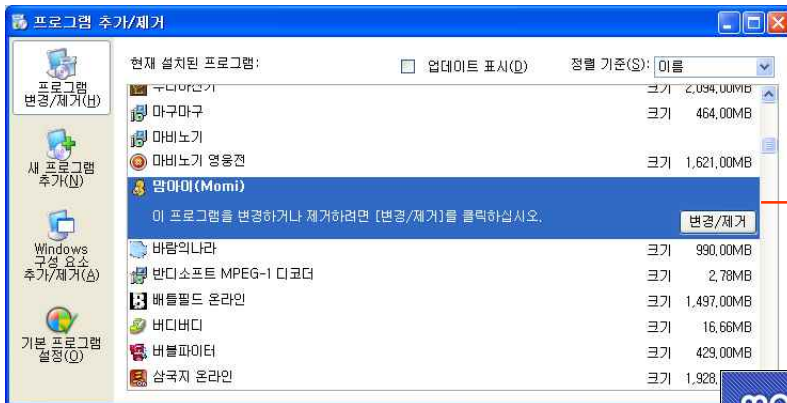 프로그램 추가/제거
프로그램
변경/제거(H)
새 프로그램
추가(N)
Windows
구성 요소
추가/제거(A)
기본 프로그램
설정(O)
현재 설치된 프로그램: 업데이트 표시(D) 정렬 기준(S): 이름
크기 2,094,00MB
마구마구 크기 464,00MB
마비노기
마비노기 영웅전 크기 1,621,00MB
맘아이(Momi)
이 프로그램을 변경하거나 제거하려면 [변경/제거]를 클릭하십시오. 변경/제거
바람의나라 크기 990,00MB
반디소프트 MPEG-1 디코더 크기 2,78MB
배틀필드 온라인 크기 1,497,00MB
버디버디 크기 16,66MB
버블파이터 크기 429,00MB
삼국지 온라인 크기 1,928,